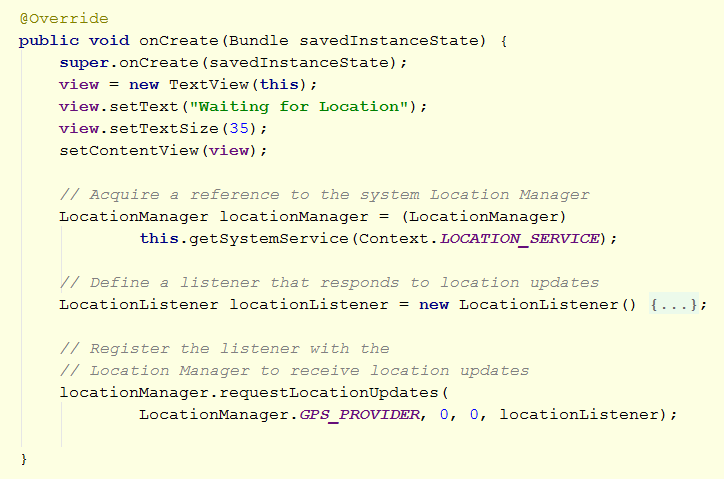 @Override
public void onCreate(Bundle savedInstanceState) {
super.onCreate(savedInstanceState);
view = new TextView(this);
view.setText("Waiting for Location");
view.setTextSize(35);
setContentView(view);
// Acquire a reference to the system Location Manager
LocationManager locationManager = (LocationManager)
this.getSystemService(Context.LOCATION_SERVICE);
// Define a listener that responds to location updates
LocationListener locationListener = new LocationListener() {...};
// Register the listener with the
// Location Manager to receive location updates
locationManager.requestLocationUpdates(
LocationManager.GPS_PROVIDER, 0, 0, locationListener);
}